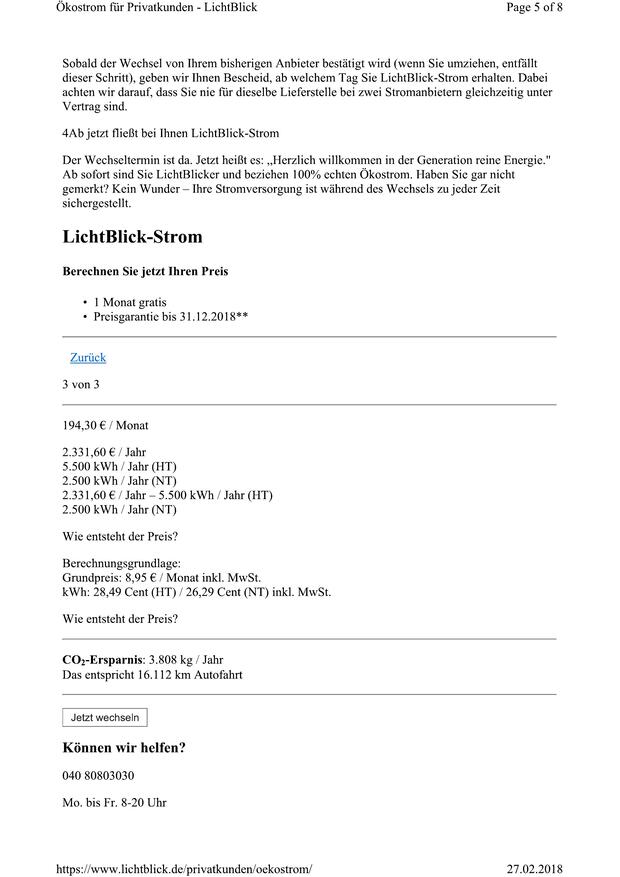 Ökostrom für Privatkunden - LichtBlick Page 5 of 8
Sobald der Wechsel von Ihrem bisherigen Anbieter bestätigt wird (wenn Sie umziehen, entfällt
dieser Schritt), geben wir Ihnen Bescheid, ab welchem Tag Sie LichtBlick-Strom erhalten. Dabei
achten wir darauf, dass Sie nie für dieselbe Lieferstelle bei zwei Stromanbietern gleichzeitig unter
Vertrag sind.
4Ab jetzt fließt bei Ihnen LichtBlick-Strom
Der Wechseltermin ist da. Jetzt heißt es: „Herzlich willkommen in der Generation reine Energie."
Ab sofort sind Sie LichtBlicker und beziehen 100% echten Ökostrom. Haben Sie gar nicht
gemerkt? Kein Wunder – Ihre Stromversorgung ist während des Wechsels zu jeder Zeit
sichergestellt.
LichtBlick-Strom
Berechnen Sie jetzt Ihren Preis
• 1 Monat gratis
• Preisgarantie bis 31.12.2018**
Zurück
3 von 3
194,30 € / Monat
2.331,60 € / Jahr
5.500 kWh / Jahr (HT)
2.500 kWh / Jahr (NT)
2.331,60 € / Jahr – 5.500 kWh / Jahr (HT)
2.500 kWh / Jahr (NT)
Wie entsteht der Preis?
Berechnungsgrundlage:
Grundpreis: 8,95 € / Monat inkl. MwSt.
kWh: 28,49 Cent (HT) / 26,29 Cent (NT) inkl. MwSt.
Wie entsteht der Preis?
CO₂-Ersparnis: 3.808 kg / Jahr
Das entspricht 16.112 km Autofahrt
Jetzt wechseln
Können wir helfen?
040 80803030
Mo. bis Fr. 8-20 Uhr
https://www.lichtblick.de/privatkunden/oekostrom/ 27.02.2018